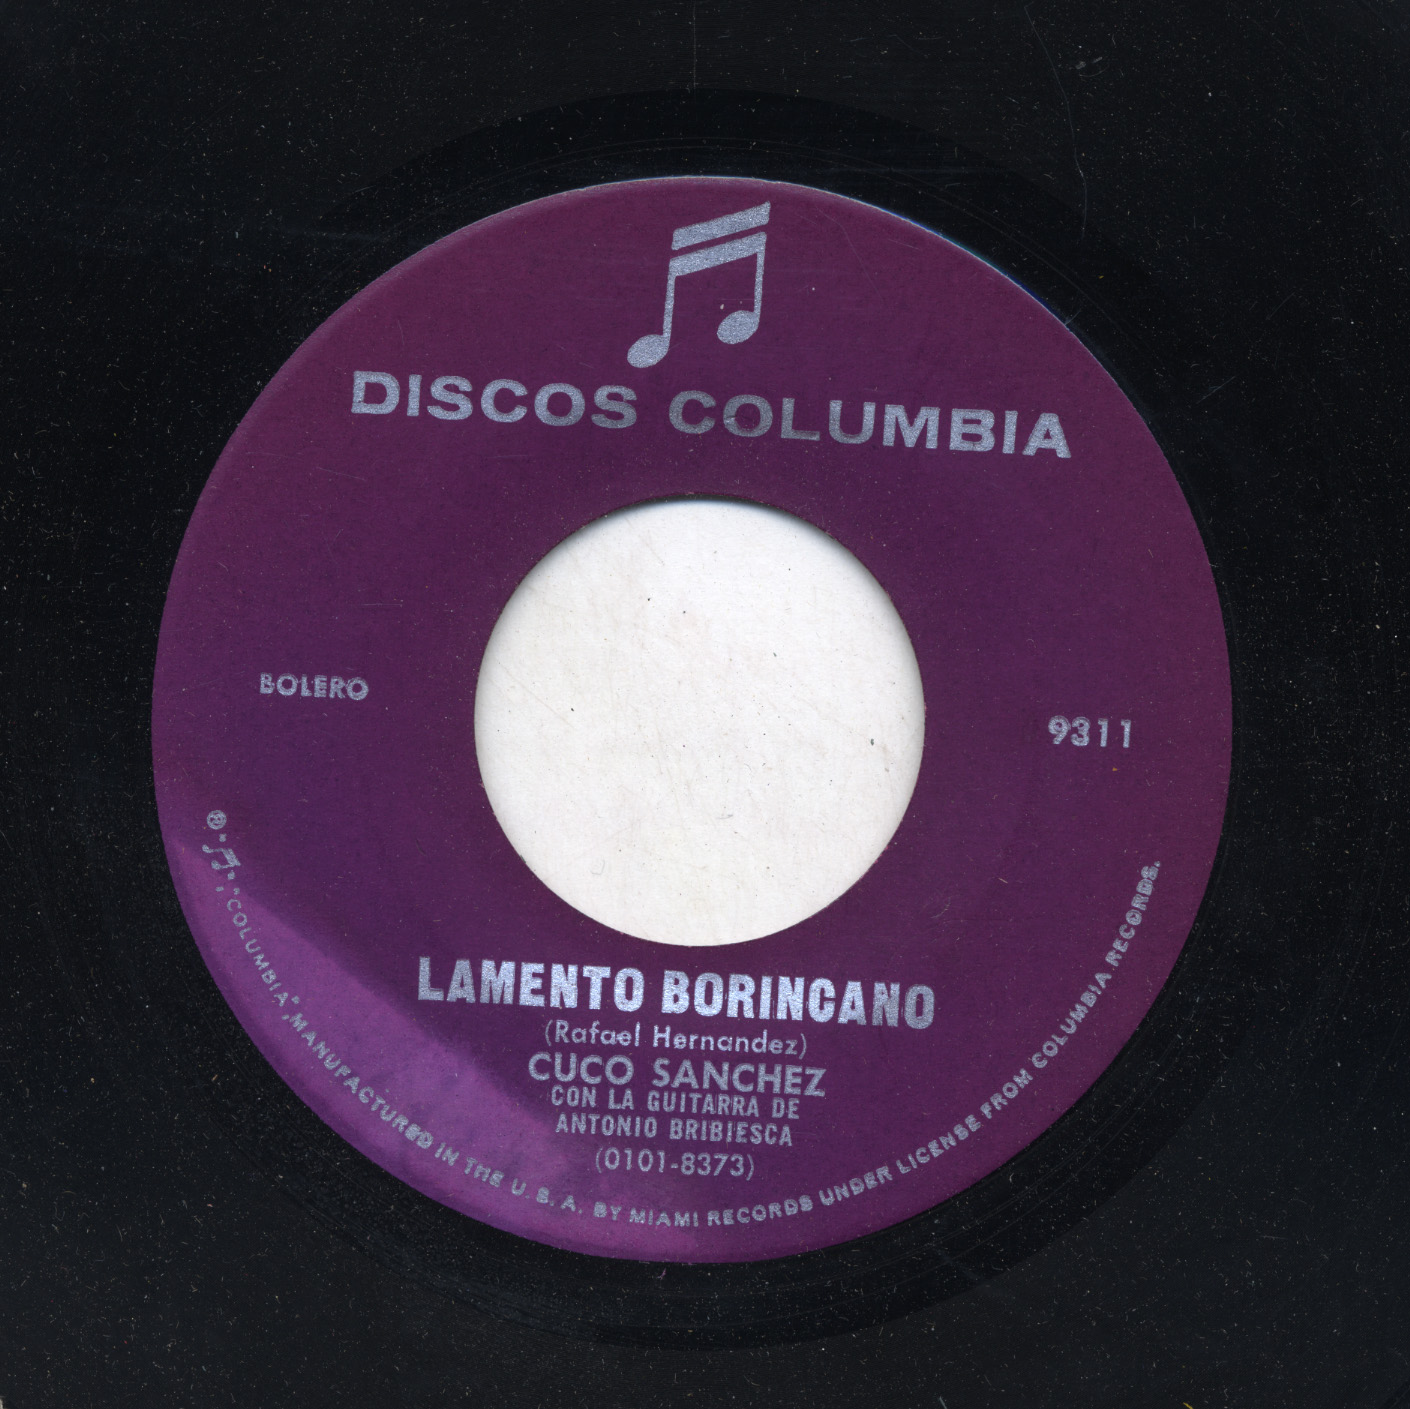 DISCOS COLUMBIA
BOLERO
9311
LAMENTO BORINCANO
(Rafael Hernandez)
CUCO SANCHEZ
CON LA GUITARRA DE
ANTONIO BRIBIESCA
(0101-8373)
® "♫", "COLUMBIA", MANUFACTURED IN THE U. S. A. BY MIAMI RECORDS UNDER LICENSE FROM COLUMBIA RECORDS.